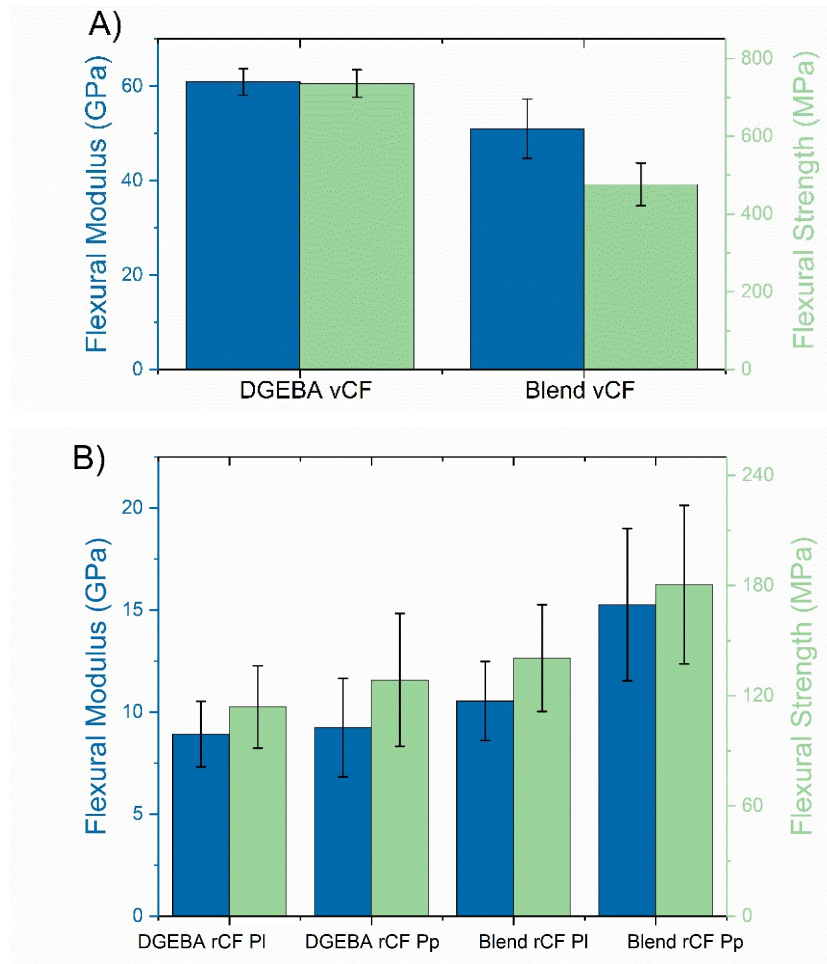 A)
Flexural Modulus (GPa)
60
40
20
0
Flexural Strength (MPa)
800
600
400
200
0
DGEBA vCF
Blend vCF
B)
Flexural Modulus (GPa)
20
15
10
5
0
Flexural Strength (MPa)
240
180
120
60
0
DGEBA rCF Pl
DGEBA rCF Pp
Blend rCF Pl
Blend rCF Pp